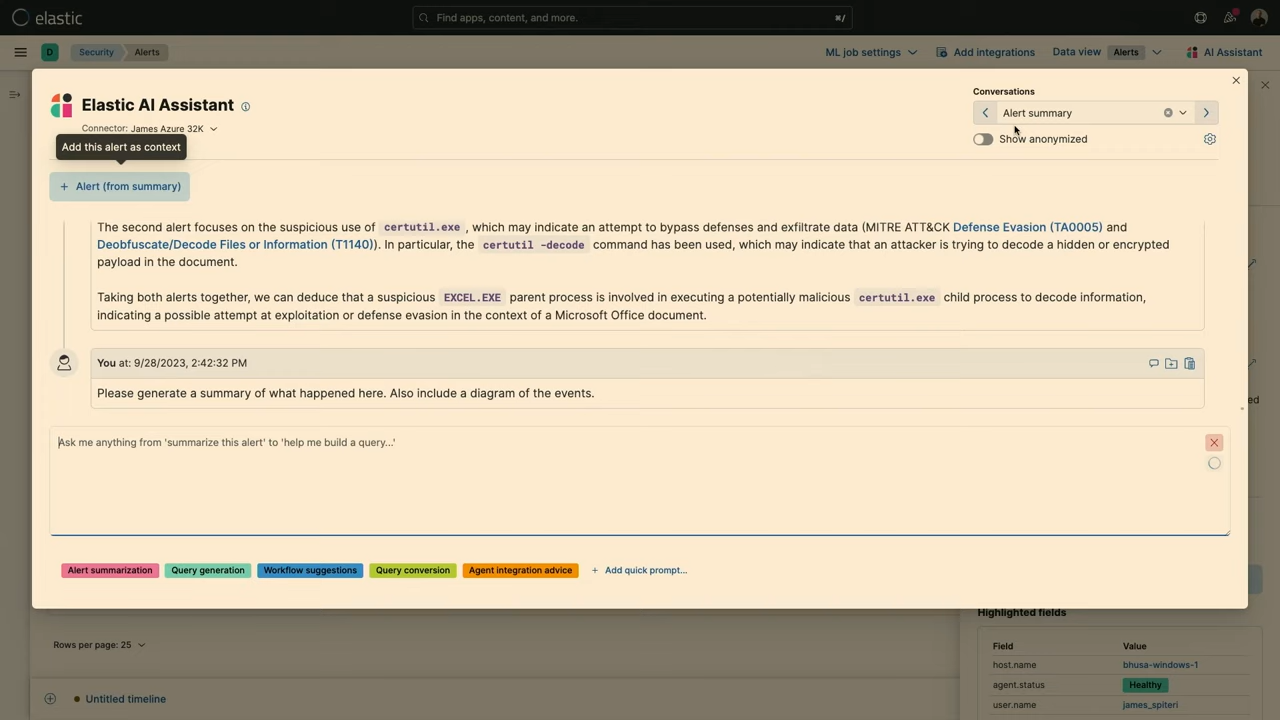 elastic
Find apps, content, and more.
⌘/
D
Security
Alerts
ML job settings
Add integrations
Data view
Alerts
AI Assistant
Elastic AI Assistant
Connector: James Azure 32K
Conversations
Alert summary
Show anonymized
Add this alert as context
+ Alert (from summary)
The second alert focuses on the suspicious use of certutil.exe , which may indicate an attempt to bypass defenses and exfiltrate data (MITRE ATT&CK Defense Evasion (TA0005) and
Deobfuscate/Decode Files or Information (T1140)). In particular, the certutil -decode command has been used, which may indicate that an attacker is trying to decode a hidden or encrypted
payload in the document.
Taking both alerts together, we can deduce that a suspicious EXCEL.EXE parent process is involved in executing a potentially malicious certutil.exe child process to decode information,
indicating a possible attempt at exploitation or defense evasion in the context of a Microsoft Office document.
You at: 9/28/2023, 2:42:32 PM
Please generate a summary of what happened here. Also include a diagram of the events.
Ask me anything from 'summarize this alert' to 'help me build a query...'
Alert summarization
Query generation
Workflow suggestions
Query conversion
Agent integration advice
+ Add quick prompt...
ed
Highlighted fields
Rows per page: 25
Field
Value
host.name
bhusa-windows-1
agent.status
Healthy
user.name
james_spiteri
Untitled timeline